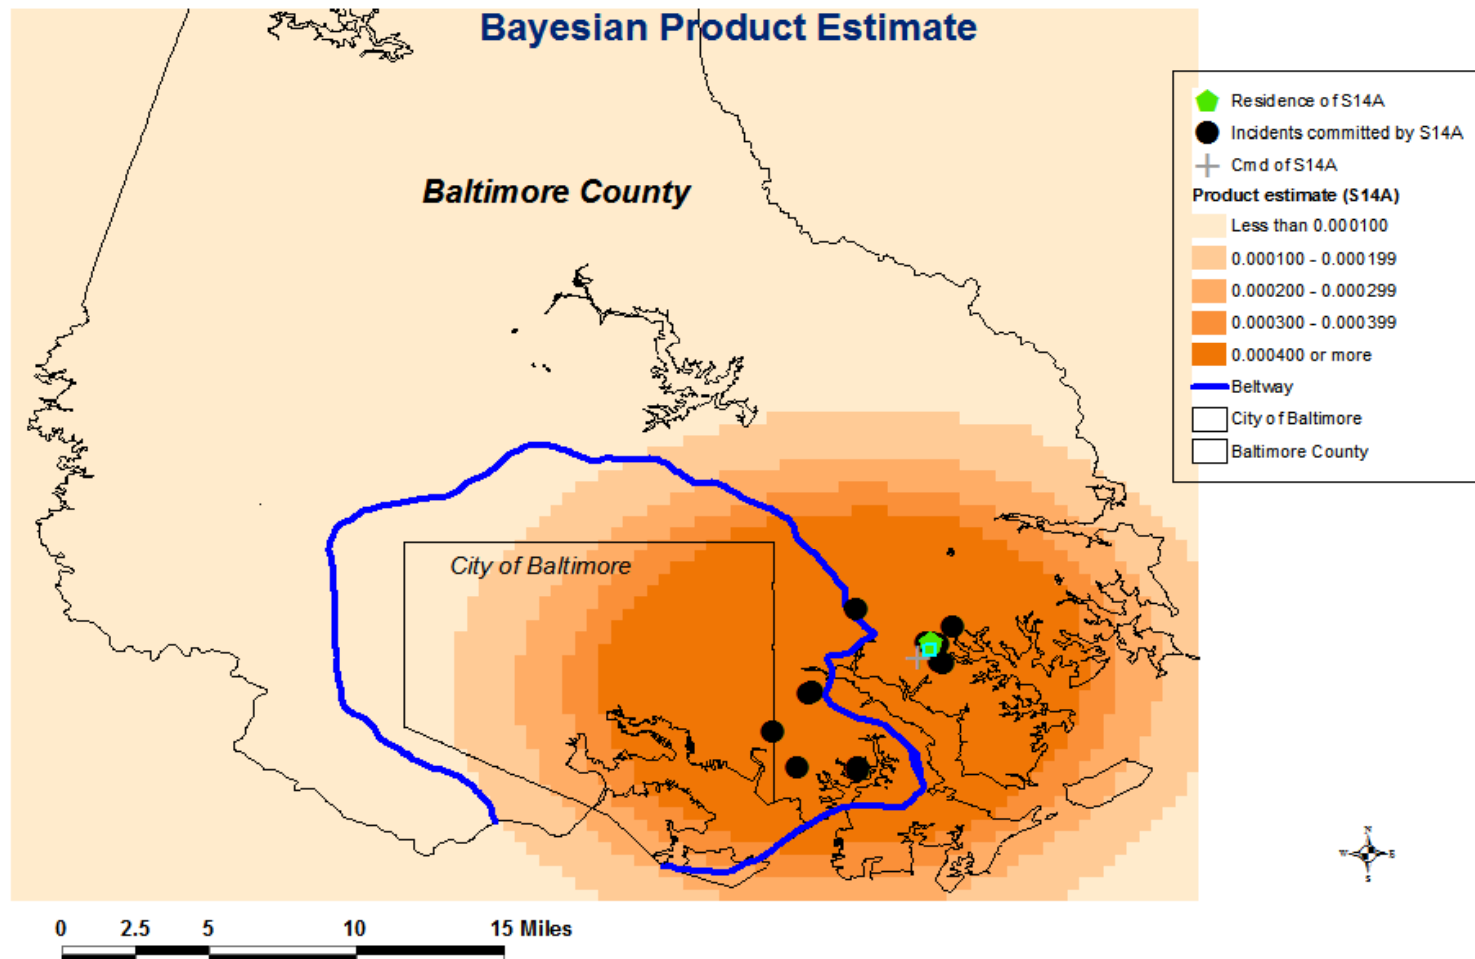 Bayesian Product Estimate
Residence of S14A
Incidents committed by S14A
Cmd of S14A
Product estimate (S14A)
Less than 0.000100
0.000100 - 0.000199
0.000200 - 0.000299
0.000300 - 0.000399
0.000400 or more
Beltway
City of Baltimore
Baltimore County
Baltimore County
City of Baltimore
N
W E
S
0 2.5 5 10 15 Miles